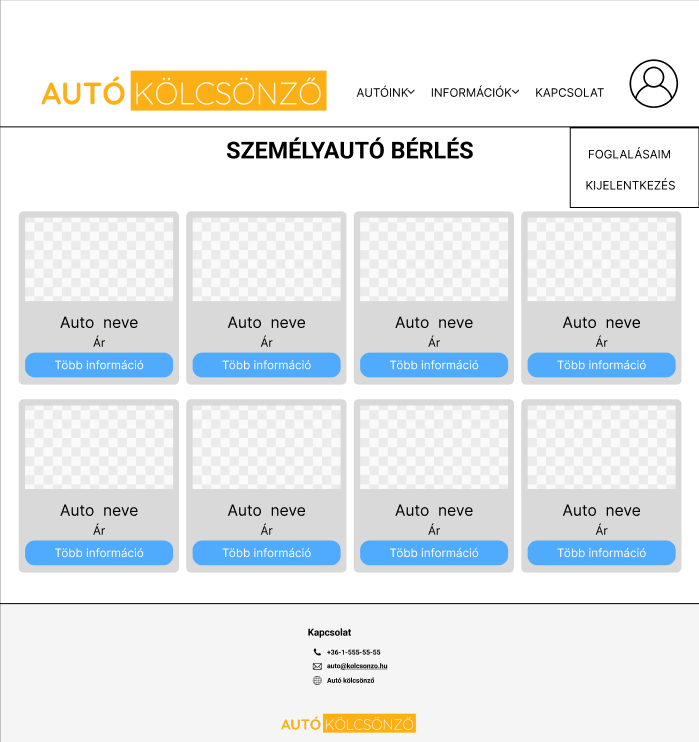 AUTÓ KÖLCSÖNZŐ
AUTÓINK
INFORMÁCIÓK
KAPCSOLAT
FOGLALÁSAIM
KIJELENTKEZÉS
SZEMÉLYAUTÓ BÉRLÉS
Auto neve
Ár
Több információ
Auto neve
Ár
Több információ
Auto neve
Ár
Több információ
Auto neve
Ár
Több információ
Auto neve
Ár
Több információ
Auto neve
Ár
Több információ
Auto neve
Ár
Több információ
Auto neve
Ár
Több információ
Kapcsolat
+36-1-555-55-55
auto@kolcsonzo.hu
Autó kölcsönző
AUTÓ KÖLCSÖNZŐ